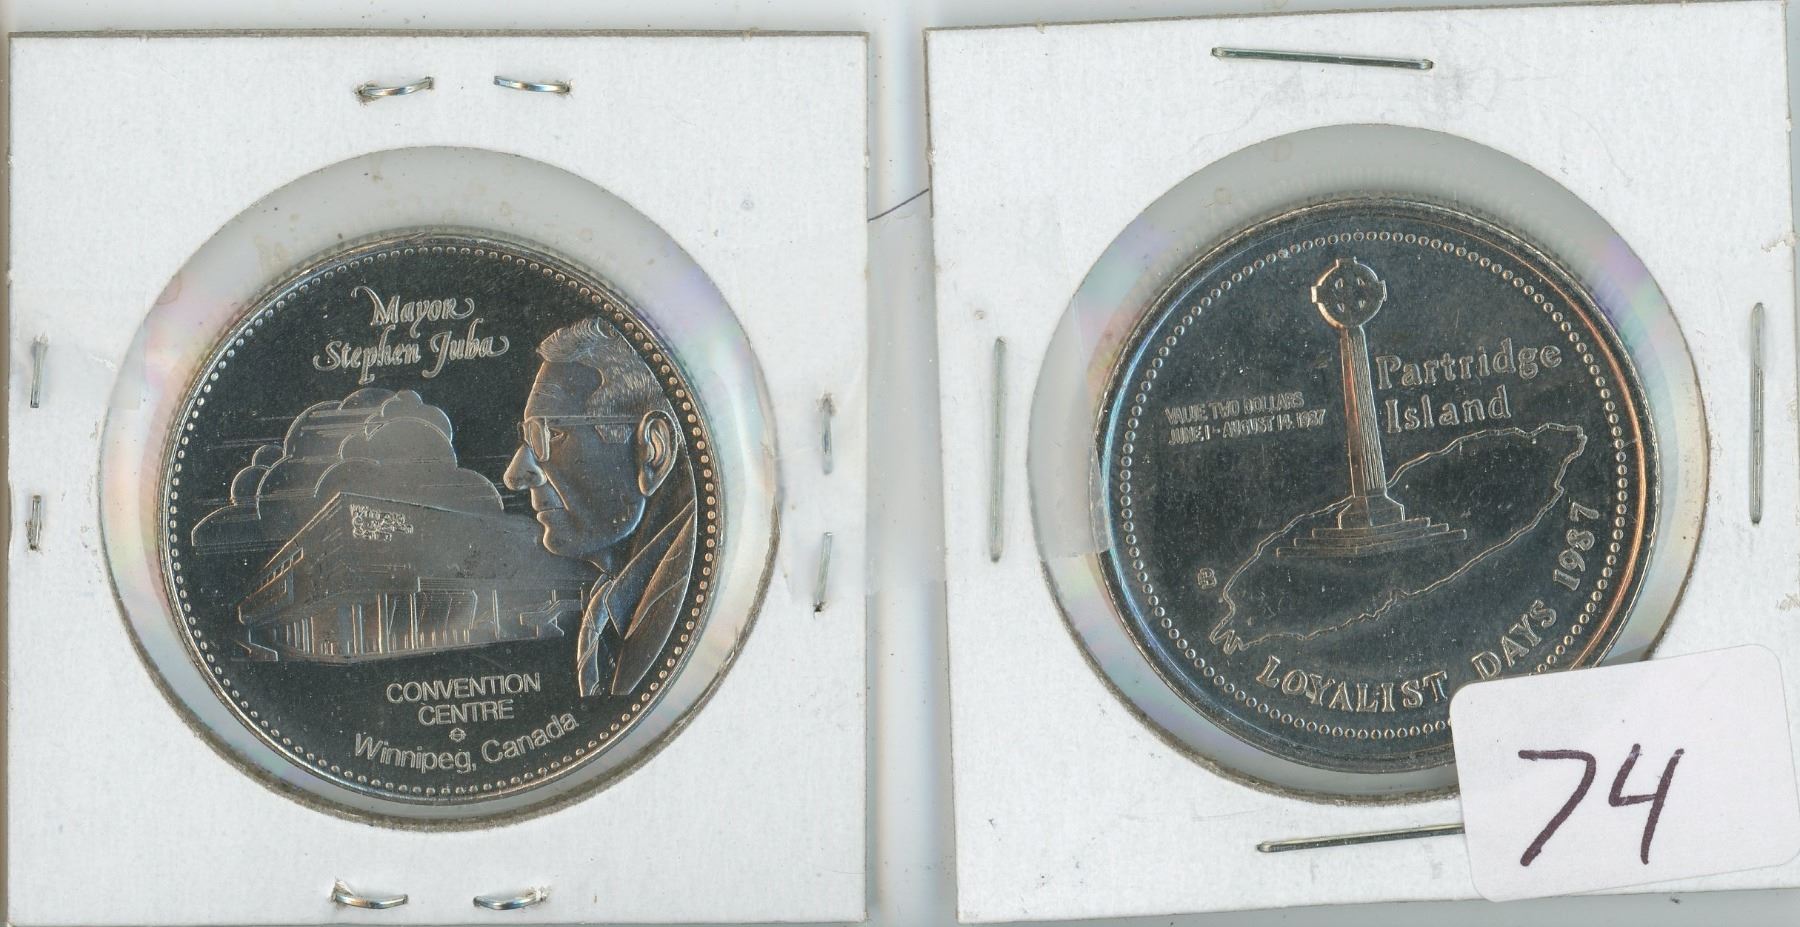 Mayor
Stephen Juba
CONVENTION
CENTRE
Winnipeg, Canada
Partridge
Island
VALUE TWO DOLLARS
JUNE 1 - AUGUST 14, 1987
LOYALIST DAYS 1987
74